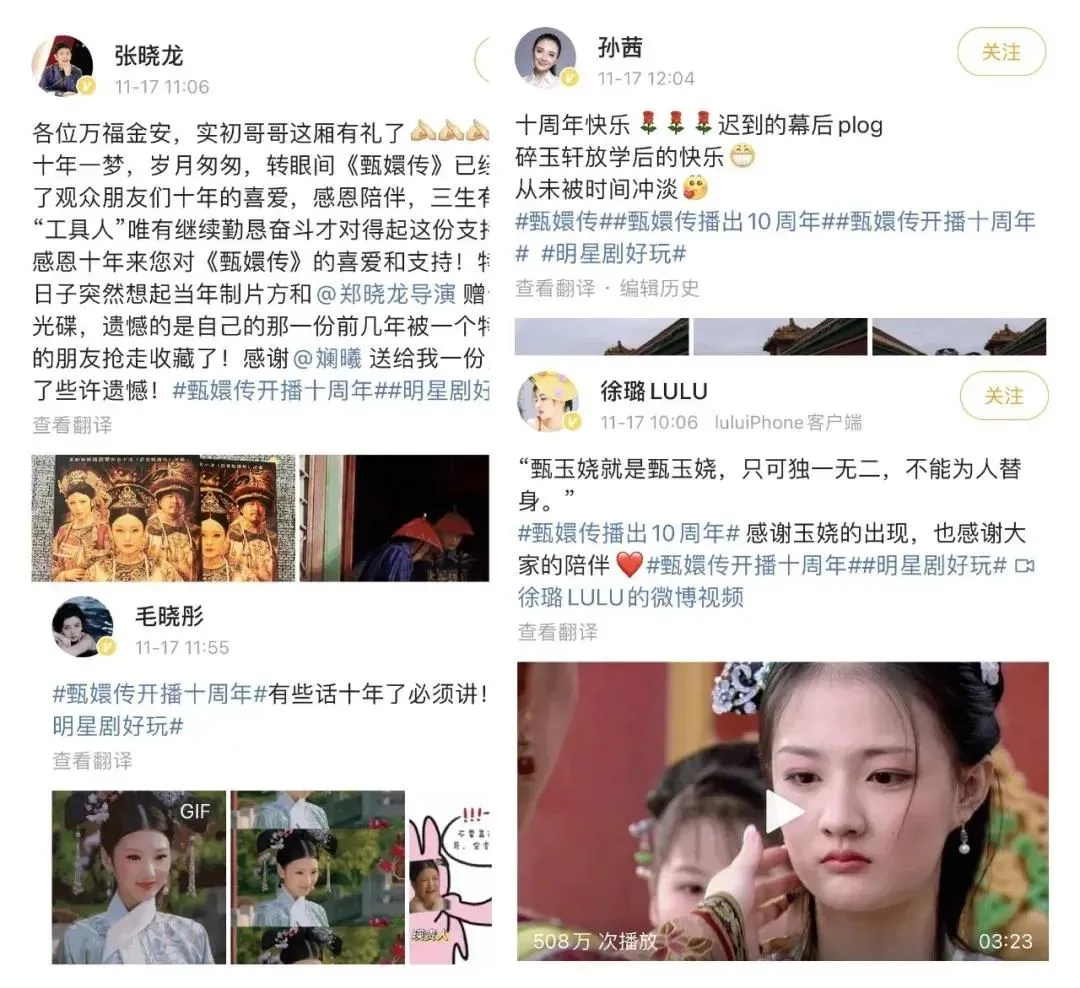 张晓龙
11-17 11:06
各位万福金安，实初哥哥这厢有礼了
十年一梦，岁月匆匆，转眼间《甄嬛传》已经
了观众朋友们十年的喜爱，感恩陪伴，三生有
“工具人”唯有继续勤恳奋斗才对得起这份支持
感恩十年来您对《甄嬛传》的喜爱和支持！特
日子突然想起当年制片方和@郑晓龙导演 赠
光碟，遗憾的是自己的那一份前几年被一个特
的朋友抢走收藏了！感谢@斓曦 送给我一份
了些许遗憾！#甄嬛传开播十周年##明星剧好
查看翻译
毛晓彤
11-17 11:55
#甄嬛传开播十周年#有些话十年了必须讲！
明星剧好玩#
查看翻译
GIF
!!!
不要靠
孙茜
11-17 12:04
关注
十周年快乐🌹🌹🌹迟到的幕后plog
碎玉轩放学后的快乐😁
从未被时间冲淡🥰
#甄嬛传##甄嬛传播出10周年##甄嬛传开播十周年
# #明星剧好玩#
查看翻译 · 编辑历史
徐璐LULU
11-17 10:06 luluiPhone客户端
关注
“甄玉娆就是甄玉娆，只可独一无二，不能为人替
身。”
#甄嬛传播出10周年# 感谢玉娆的出现，也感谢大
家的陪伴❤️#甄嬛传开播十周年##明星剧好玩#
徐璐LULU的微博视频
查看翻译
508万 次播放
03:23